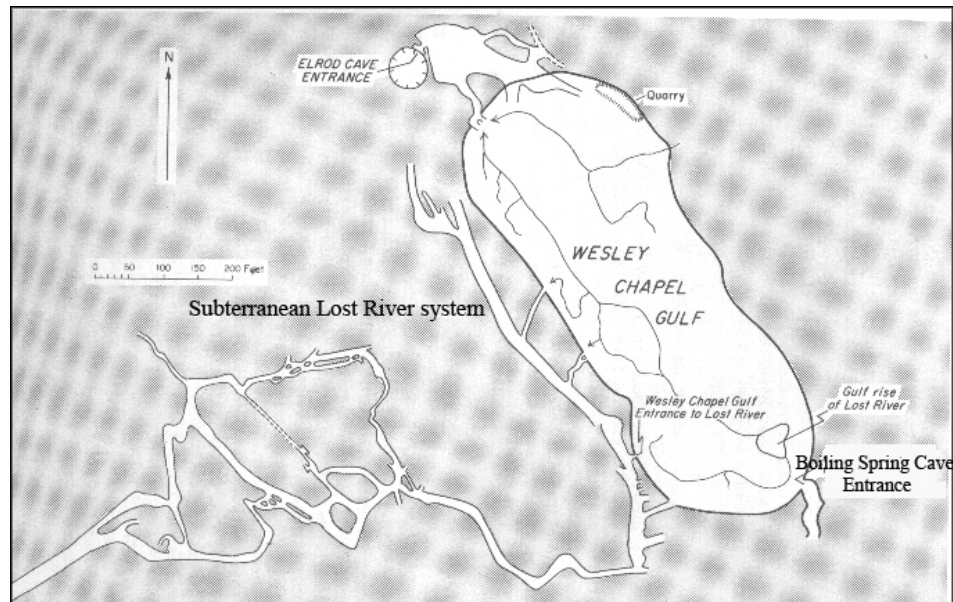 ELROD CAVE
ENTRANCE
N
Quarry
0 50 100 150 200 Feet
WESLEY
CHAPEL
GULF
Subterranean Lost River system
Wesley Chapel Gulf
Entrance to Lost River
Gulf rise
of Lost River
Boiling Spring Cave
Entrance